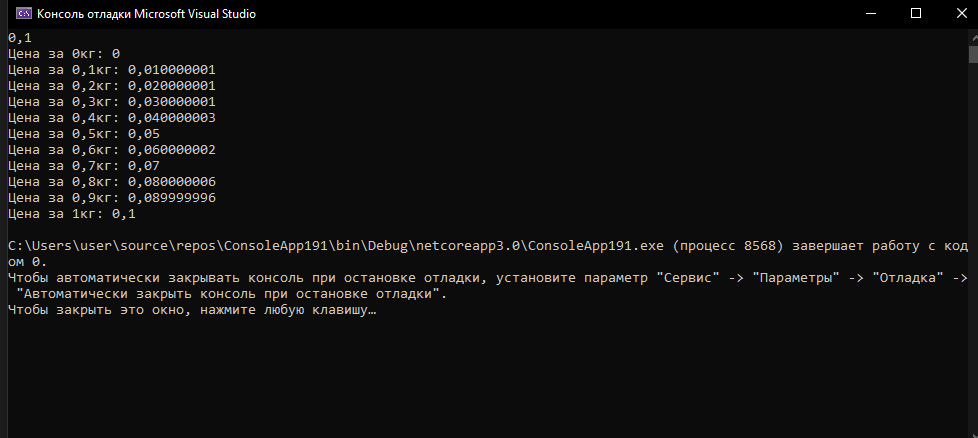 Консоль отладки Microsoft Visual Studio
0,1
Цена за 0кг: 0
Цена за 0,1кг: 0,010000001
Цена за 0,2кг: 0,020000001
Цена за 0,3кг: 0,030000001
Цена за 0,4кг: 0,040000003
Цена за 0,5кг: 0,05
Цена за 0,6кг: 0,060000002
Цена за 0,7кг: 0,07
Цена за 0,8кг: 0,080000006
Цена за 0,9кг: 0,089999996
Цена за 1кг: 0,1
C:\Users\user\source\repos\ConsoleApp191\bin\Debug\netcoreapp3.0\ConsoleApp191.exe (процесс 8568) завершает работу с код
ом 0.
Чтобы автоматически закрывать консоль при остановке отладки, установите параметр "Сервис" -> "Параметры" -> "Отладка" ->
"Автоматически закрыть консоль при остановке отладки".
Чтобы закрыть это окно, нажмите любую клавишу…